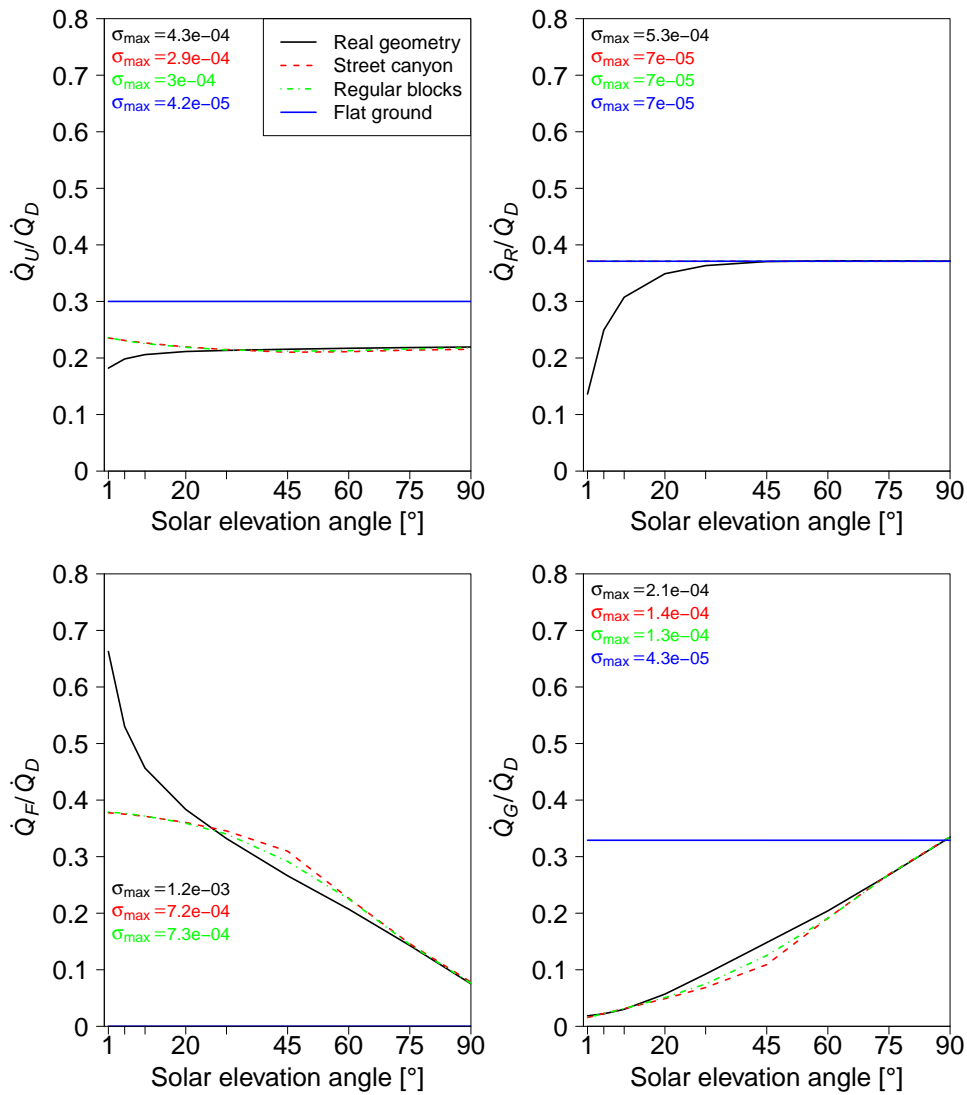 0.8
0.7
0.6
0.5
0.4
0.3
0.2
0.1
0
Q̇U/Q̇D
σmax=4.3e−04
σmax=2.9e−04
σmax=3e−04
σmax=4.2e−05
Real geometry
Street canyon
Regular blocks
Flat ground
1 20 45 60 75 90
Solar elevation angle [°]
0.8
0.7
0.6
0.5
0.4
0.3
0.2
0.1
0
Q̇R/Q̇D
σmax=5.3e−04
σmax=7e−05
σmax=7e−05
σmax=7e−05
1 20 45 60 75 90
Solar elevation angle [°]
0.8
0.7
0.6
0.5
0.4
0.3
0.2
0.1
0
Q̇F/Q̇D
σmax=1.2e−03
σmax=7.2e−04
σmax=7.3e−04
1 20 45 60 75 90
Solar elevation angle [°]
0.8
0.7
0.6
0.5
0.4
0.3
0.2
0.1
0
Q̇G/Q̇D
σmax=2.1e−04
σmax=1.4e−04
σmax=1.3e−04
σmax=4.3e−05
1 20 45 60 75 90
Solar elevation angle [°]